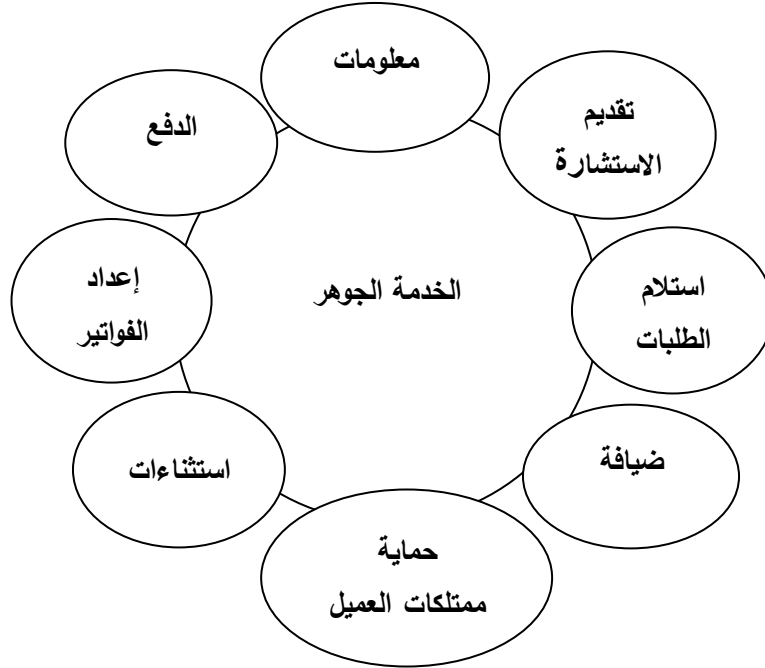 معلومات
تقديم
الاستشارة
استلام
الطلبات
ضيافة
حماية
ممتلكات العميل
استثناءات
إعداد
الفواتير
الدفع
الخدمة الجوهر